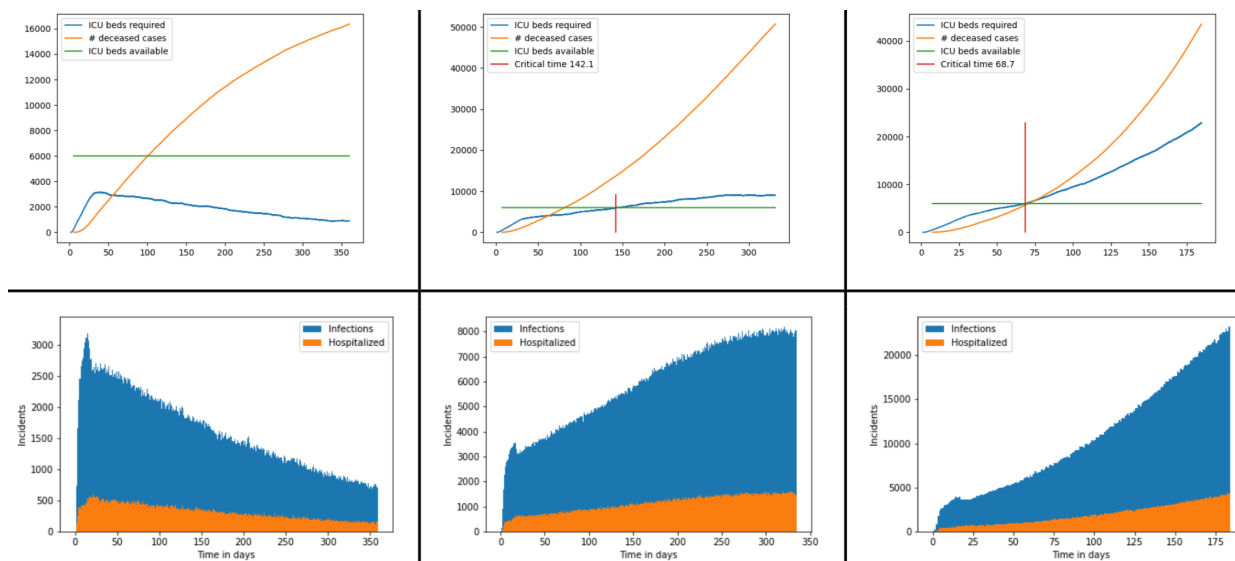 ICU beds required
# deceased cases
ICU beds available
16000
14000
12000
10000
8000
6000
4000
2000
0
0 50 100 150 200 250 300 350
ICU beds required
# deceased cases
ICU beds available
Critical time 142.1
50000
40000
30000
20000
10000
0
0 50 100 150 200 250 300
ICU beds required
# deceased cases
ICU beds available
Critical time 68.7
40000
30000
20000
10000
0
0 25 50 75 100 125 150 175
Infections
Hospitalized
Incidents
3000
2500
2000
1500
1000
500
0
0 50 100 150 200 250 300 350
Time in days
Infections
Hospitalized
Incidents
8000
7000
6000
5000
4000
3000
2000
1000
0
0 50 100 150 200 250 300 350
Time in days
Infections
Hospitalized
Incidents
20000
15000
10000
5000
0
0 25 50 75 100 125 150 175
Time in days